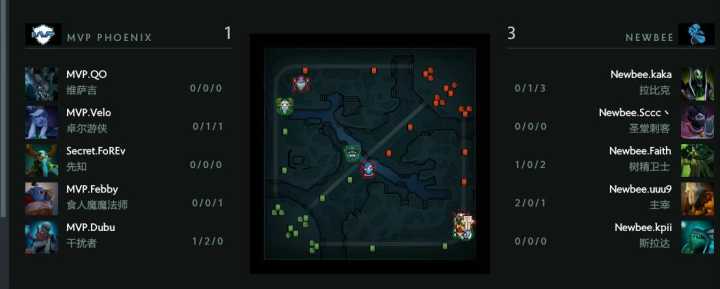 MVP PHOENIX 1
MVP.QO
维萨吉 0/0/0
MVP.Velo
卓尔游侠 0/1/1
Secret.FoREv
先知 0/0/0
MVP.Febby
食人魔魔法师 0/0/1
MVP.Dubu
干扰者 1/2/0
3 NEWBEE
Newbee.kaka
0/1/3 拉比克
Newbee.Sccc丶
0/0/0 圣堂刺客
Newbee.Faith
1/0/2 树精卫士
Newbee.uuu9
2/0/1 主宰
Newbee.kpii
0/0/0 斯拉达